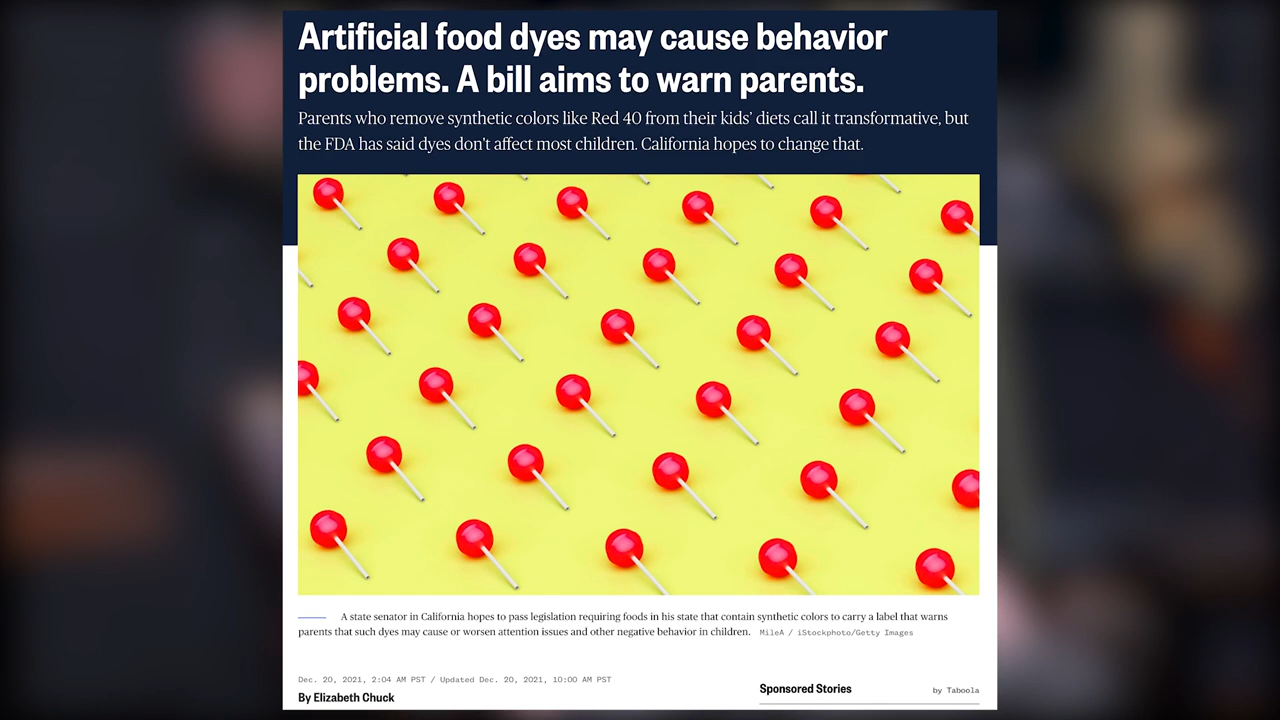 Artificial food dyes may cause behavior
problems. A bill aims to warn parents.
Parents who remove synthetic colors like Red 40 from their kids’ diets call it transformative, but
the FDA has said dyes don't affect most children. California hopes to change that.
A state senator in California hopes to pass legislation requiring foods in his state that contain synthetic colors to carry a label that warns
parents that such dyes may cause or worsen attention issues and other negative behavior in children. MileA / iStockphoto/Getty Images
Dec. 20, 2021, 2:04 AM PST / Updated Dec. 20, 2021, 10:00 AM PST
By Elizabeth Chuck
Sponsored Stories
by Taboola